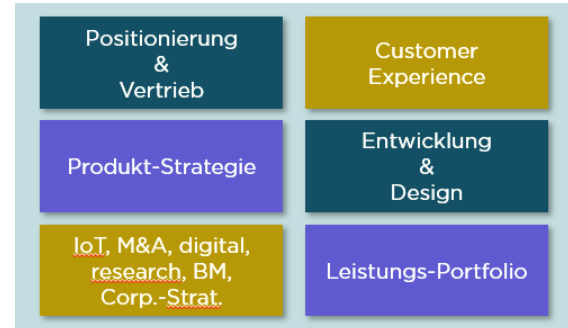 Positionierung
&
Vertrieb
Customer
Experience
Produkt-Strategie
Entwicklung
&
Design
IoT, M&A, digital,
research, BM,
Corp.-Strat.
Leistungs-Portfolio